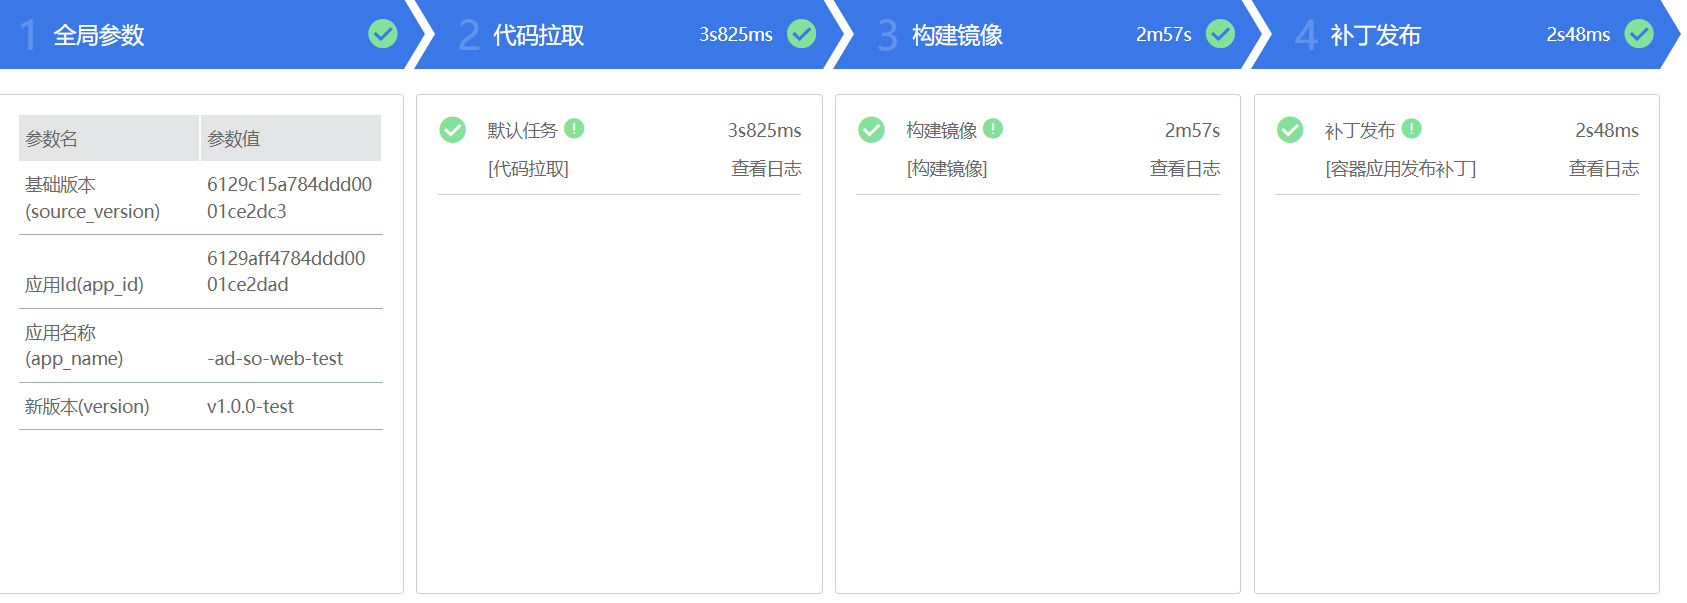 1 全局参数
2 代码拉取 3s825ms
3 构建镜像 2m57s
4 补丁发布 2s48ms
参数名 参数值
基础版本
(source_version)
6129c15a784ddd00
01ce2dc3
应用Id(app_id)
6129aff4784ddd00
01ce2dad
应用名称
(app_name)
-ad-so-web-test
新版本(version) v1.0.0-test
默认任务 3s825ms
[代码拉取] 查看日志
构建镜像 2m57s
[构建镜像] 查看日志
补丁发布 2s48ms
[容器应用发布补丁] 查看日志